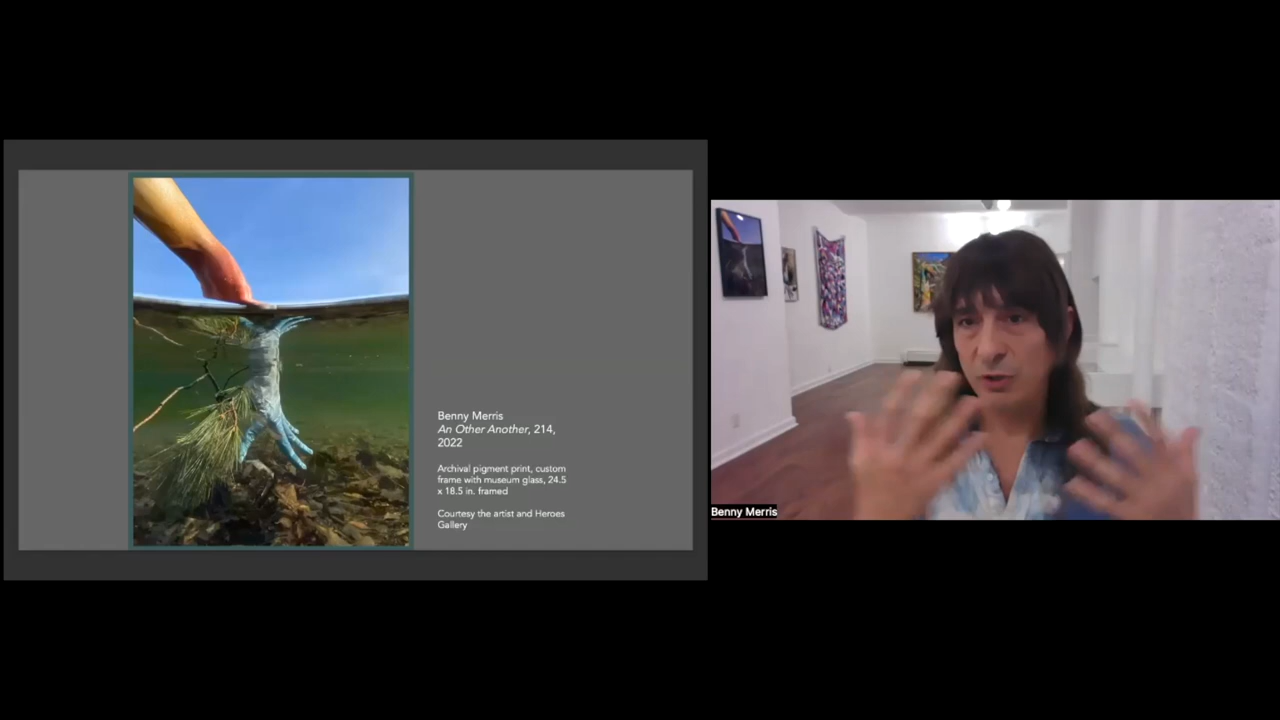 Benny Merris
An Other Another, 214,
2022
Archival pigment print, custom
frame with museum glass, 24.5
x 18.5 in. framed
Courtesy the artist and Heroes
Gallery
Benny Merris